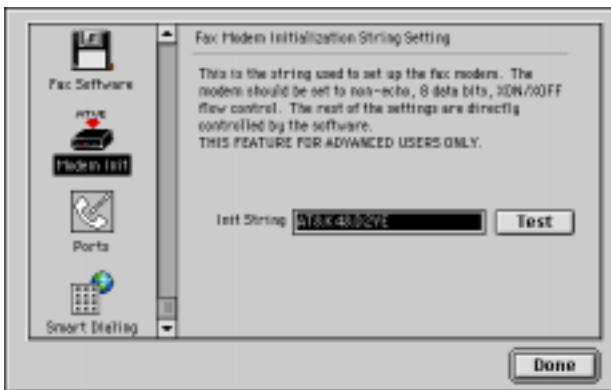 Fax Software
ATVE
Modem Init
Ports
Smart Dialing
Fax Modem Initialization String Setting
This is the string used to set up the fax modem. The
modem should be set to non-echo, 8 data bits, XON/XOFF
flow control. The rest of the settings are directly
controlled by the software.
THIS FEATURE FOR ADVANCED USERS ONLY.
Init String
Test
Done